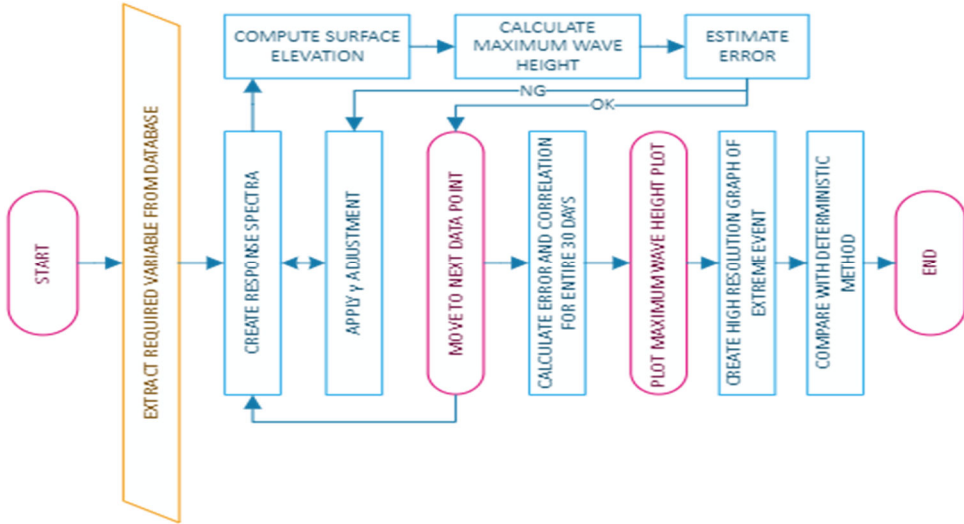 START
EXTRACT REQUIRED VARIABLE FROM DATABASE
CREATE RESPONSE SPECTRA
APPLY γ ADJUSTMENT
COMPUTE SURFACE
ELEVATION
CALCULATE
MAXIMUM WAVE
HEIGHT
ESTIMATE
ERROR
NG
OK
MOVE TO NEXT DATA POINT
CALCULATE ERROR AND CORRELATION
FOR ENTIRE 30 DAYS
PLOT MAXIMUM WAVE HEIGHT PLOT
CREATE HIGH RESOLUTION GRAPH OF
EXTREME EVENT
COMPARE WITH DETERMINISTIC
METHOD
END